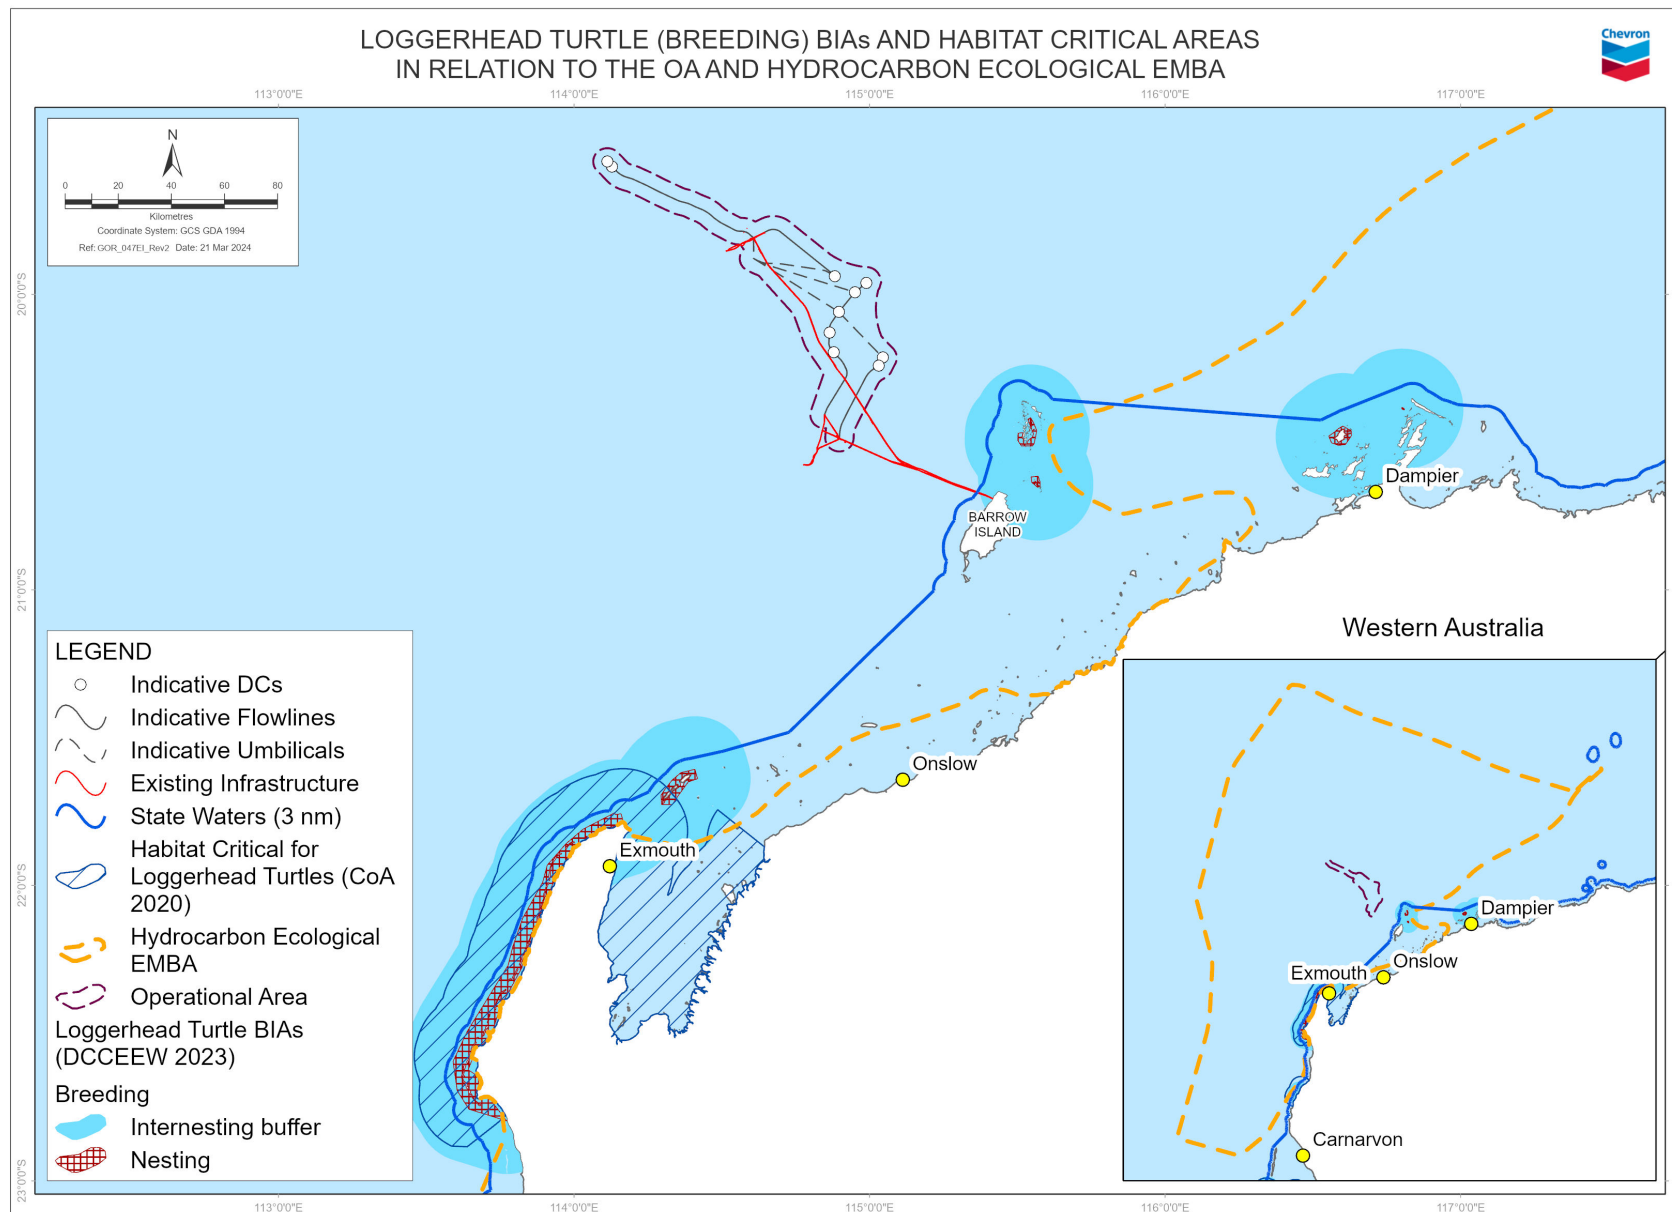 LOGGERHEAD TURTLE (BREEDING) BIAs AND HABITAT CRITICAL AREAS
IN RELATION TO THE OA AND HYDROCARBON ECOLOGICAL EMBA
Chevron
113°0'0"E
114°0'0"E
115°0'0"E
116°0'0"E
117°0'0"E
N
0
20
40
60
80
Kilometres
Coordinate System: GCS GDA 1994
Ref: GOR_047EI_Rev2 Date: 21 Mar 2024
20°0'0"S
21°0'0"S
22°0'0"S
23°0'0"S
Dampier
BARROW
ISLAND
Western Australia
Onslow
Exmouth
LEGEND
Indicative DCs
Indicative Flowlines
Indicative Umbilicals
Existing Infrastructure
State Waters (3 nm)
Habitat Critical for
Loggerhead Turtles (CoA
2020)
Hydrocarbon Ecological
EMBA
Operational Area
Loggerhead Turtle BIAs
(DCCEEW 2023)
Breeding
Internesting buffer
Nesting
Dampier
Onslow
Exmouth
Carnarvon
113°0'0"E
114°0'0"E
115°0'0"E
116°0'0"E
117°0'0"E